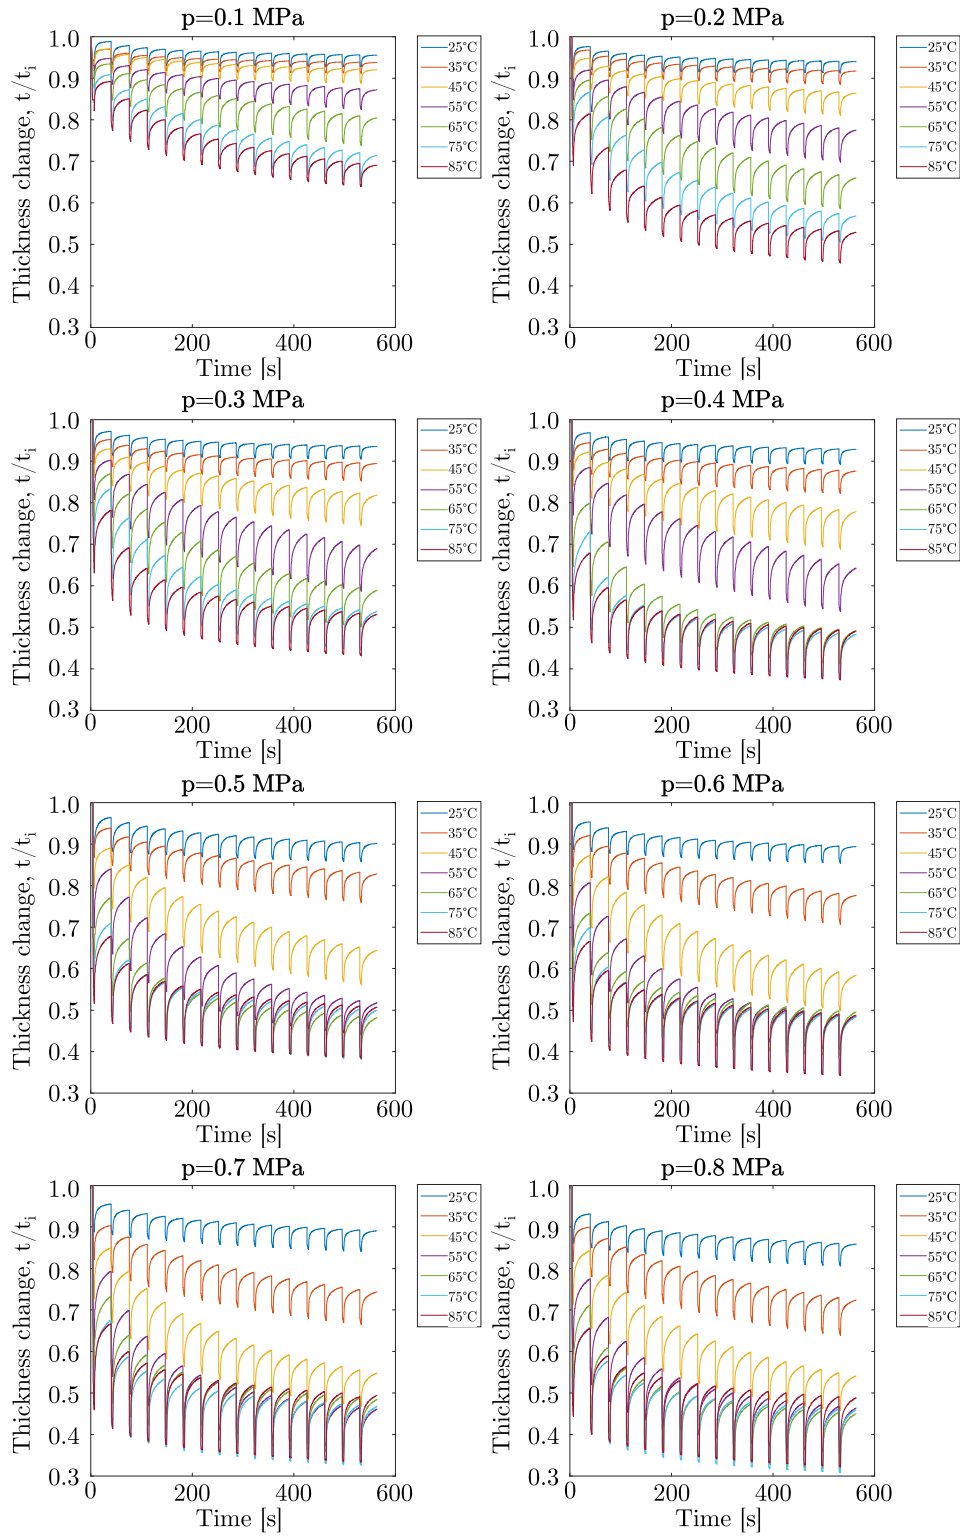 p=0.1 MPa
Thickness change, t/ti
1.0
0.9
0.8
0.7
0.6
0.5
0.4
0.3
0
200
400
600
Time [s]
25°C
35°C
45°C
55°C
65°C
75°C
85°C
p=0.2 MPa
Thickness change, t/ti
1.0
0.9
0.8
0.7
0.6
0.5
0.4
0.3
0
200
400
600
Time [s]
25°C
35°C
45°C
55°C
65°C
75°C
85°C
p=0.3 MPa
Thickness change, t/ti
1.0
0.9
0.8
0.7
0.6
0.5
0.4
0.3
0
200
400
600
Time [s]
25°C
35°C
45°C
55°C
65°C
75°C
85°C
p=0.4 MPa
Thickness change, t/ti
1.0
0.9
0.8
0.7
0.6
0.5
0.4
0.3
0
200
400
600
Time [s]
25°C
35°C
45°C
55°C
65°C
75°C
85°C
p=0.5 MPa
Thickness change, t/ti
1.0
0.9
0.8
0.7
0.6
0.5
0.4
0.3
0
200
400
600
Time [s]
25°C
35°C
45°C
55°C
65°C
75°C
85°C
p=0.6 MPa
Thickness change, t/ti
1.0
0.9
0.8
0.7
0.6
0.5
0.4
0.3
0
200
400
600
Time [s]
25°C
35°C
45°C
55°C
65°C
75°C
85°C
p=0.7 MPa
Thickness change, t/ti
1.0
0.9
0.8
0.7
0.6
0.5
0.4
0.3
0
200
400
600
Time [s]
25°C
35°C
45°C
55°C
65°C
75°C
85°C
p=0.8 MPa
Thickness change, t/ti
1.0
0.9
0.8
0.7
0.6
0.5
0.4
0.3
0
200
400
600
Time [s]
25°C
35°C
45°C
55°C
65°C
75°C
85°C